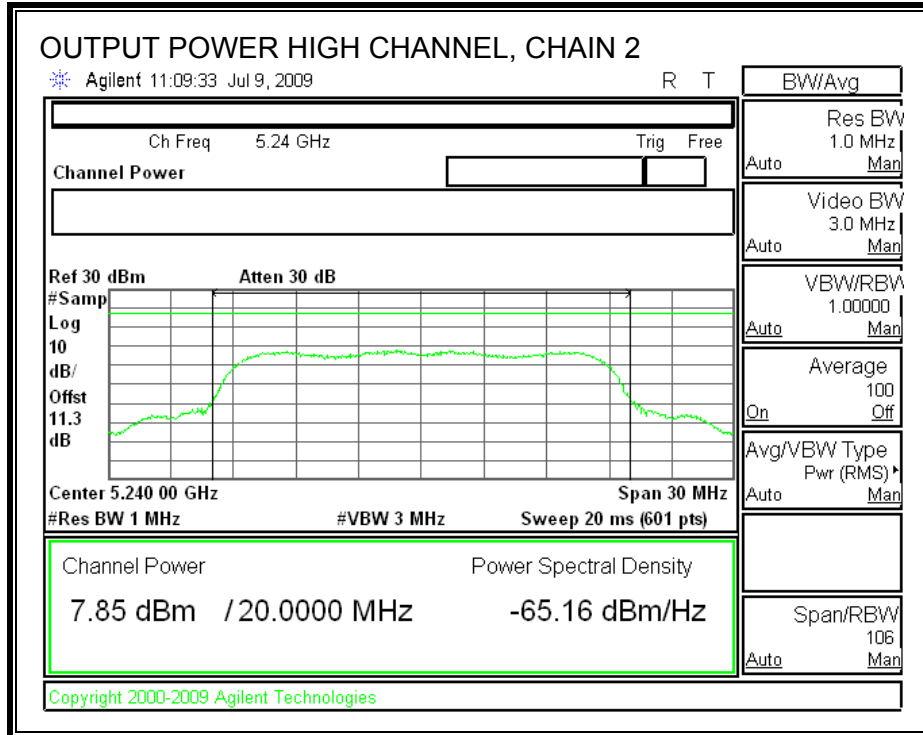 OUTPUT POWER HIGH CHANNEL, CHAIN 2
Agilent 11:09:33 Jul 9, 2009 R T
Ch Freq 5.24 GHz Trig Free
Channel Power
Ref 30 dBm Atten 30 dB
#Samp
Log
10
dB/
Offst
11.3
dB
Center 5.240 00 GHz Span 30 MHz
#Res BW 1 MHz #VBW 3 MHz Sweep 20 ms (601 pts)
Channel Power Power Spectral Density
7.85 dBm / 20.0000 MHz -65.16 dBm/Hz
Copyright 2000-2009 Agilent Technologies
BW/Avg
Res BW
1.0 MHz
Auto Man
Video BW
3.0 MHz
Auto Man
VBW/RBW
1.00000
Auto Man
Average
100
On Off
Avg/VBW Type
Pwr (RMS)
Auto Man
Span/RBW
106
Auto Man